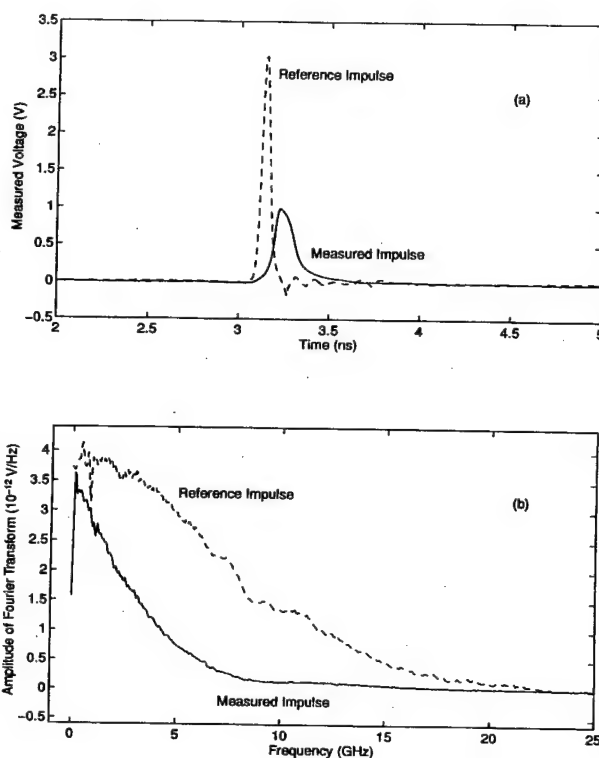 3.5
3
2.5
2
1.5
1
0.5
0
−0.5
Measured Voltage (V)
Reference Impulse
(a)
Measured Impulse
2 2.5 3 3.5 4 4.5 5
Time (ns)
4
3.5
3
2.5
2
1.5
1
0.5
0
−0.5
Amplitude of Fourier Transform (10⁻¹² V/Hz)
Reference Impulse
(b)
Measured Impulse
0 5 10 15 20 25
Frequency (GHz)